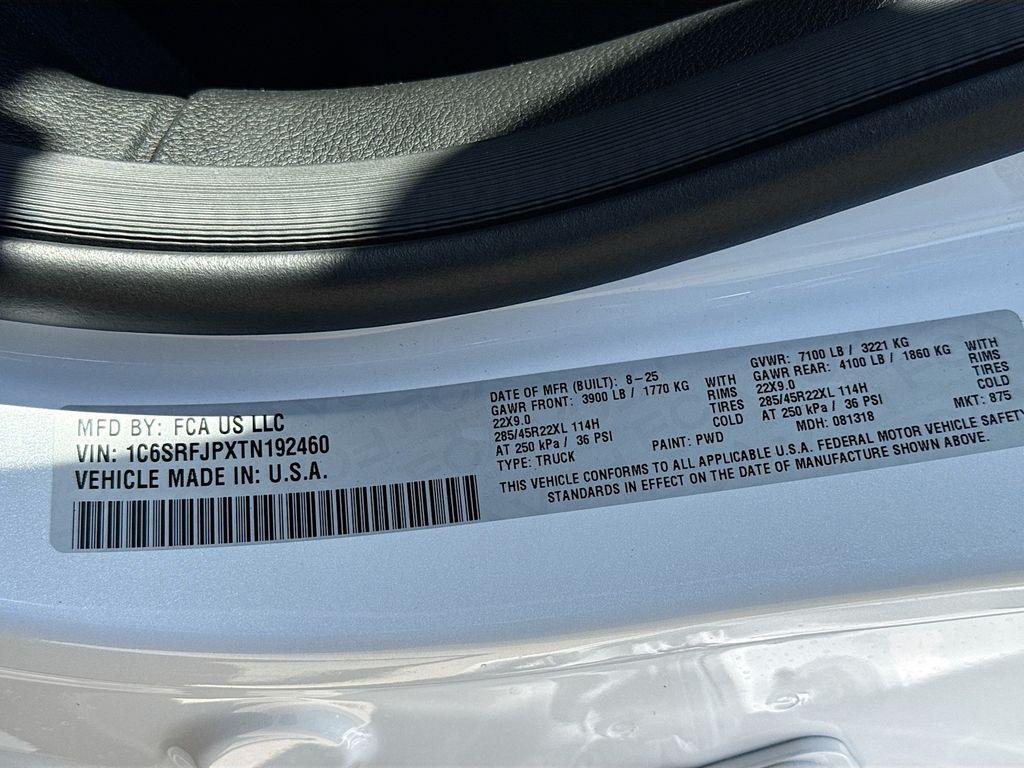 MFD BY: FCA US LLC
VIN: 1C6SRFJPXTN192460
VEHICLE MADE IN: U.S.A.
DATE OF MFR (BUILT): 8-25
GAWR FRONT: 3900 LB / 1770 KG WITH
22X9.0 RIMS
285/45R22XL 114H TIRES
AT 250 kPa / 36 PSI COLD
TYPE: TRUCK PAINT: PWD
GVWR: 7100 LB / 3221 KG
GAWR REAR: 4100 LB / 1860 KG WITH
22X9.0 RIMS
285/45R22XL 114H TIRES
AT 250 kPa / 36 PSI COLD
MDH: 081318 MKT: 875
THIS VEHICLE CONFORMS TO ALL APPLICABLE U.S.A. FEDERAL MOTOR VEHICLE SAFETY
STANDARDS IN EFFECT ON THE DATE OF MANUFACTURE SHOWN ABOVE.